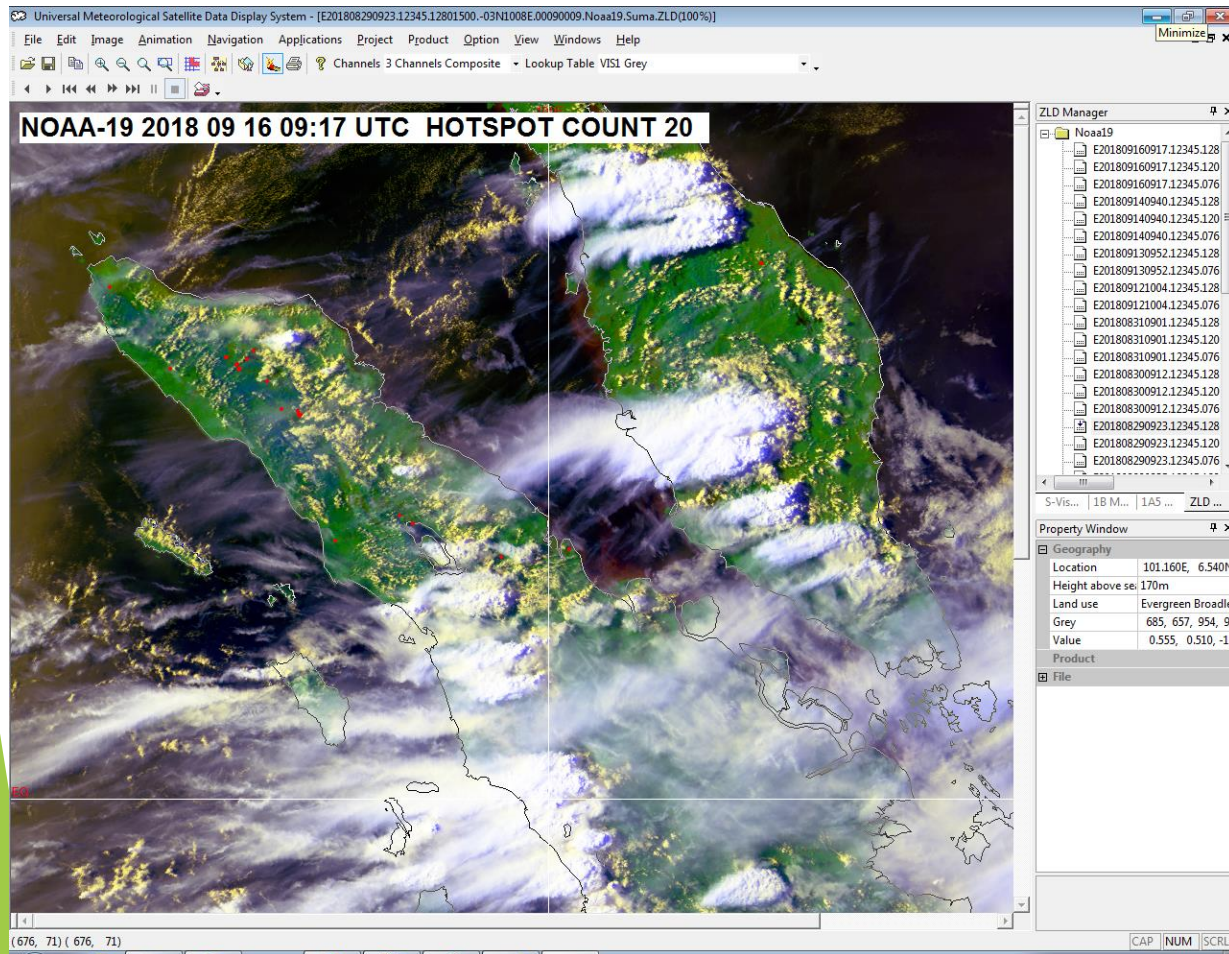 Universal Meteorological Satellite Data Display System - [E201808290923.12345.12801500.-03N1008E.00090009.Noaa19.Suma.ZLD(100%)]
Minimize
File Edit Image Animation Navigation Applications Project Product Option View Windows Help
Channels 3 Channels Composite Lookup Table VIS1 Grey
NOAA-19 2018 09 16 09:17 UTC HOTSPOT COUNT 20
EQ
ZLD Manager
Noaa19
E201809160917.12345.128
E201809160917.12345.120
E201809160917.12345.076
E201809140940.12345.128
E201809140940.12345.120
E201809140940.12345.076
E201809130952.12345.128
E201809130952.12345.076
E201809121004.12345.128
E201809121004.12345.076
E201808310901.12345.128
E201808310901.12345.120
E201808310901.12345.076
E201808300912.12345.128
E201808300912.12345.120
E201808300912.12345.076
E201808290923.12345.128
E201808290923.12345.120
E201808290923.12345.076
S-Vis... 1B M... 1A5 ... ZLD ...
Property Window
Geography
Location 101.160E, 6.540N
Height above se: 170m
Land use Evergreen Broadle
Grey 685, 657, 954, 9
Value 0.555, 0.510, -1
Product
File
(676, 71) ( 676, 71)
CAP NUM SCRL